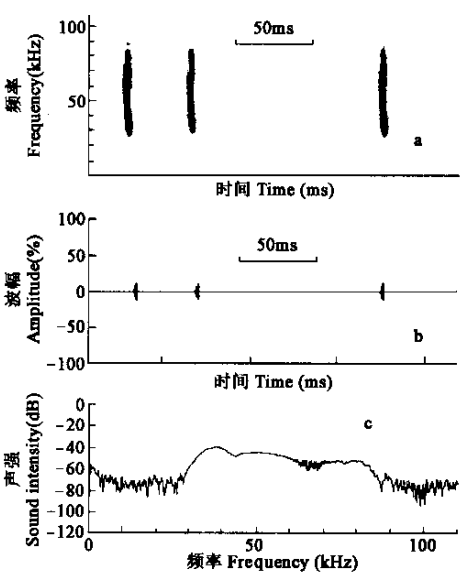 100
50
频率
Frequency(kHz)
50ms
a
时间 Time (ms)
100
50
0
−50
−100
波幅
Amplitude(%)
50ms
b
时间 Time (ms)
0
−20
−40
−60
−80
−100
−120
声强
Sound intensity(dB)
c
0 50 100
频率 Frequency (kHz)